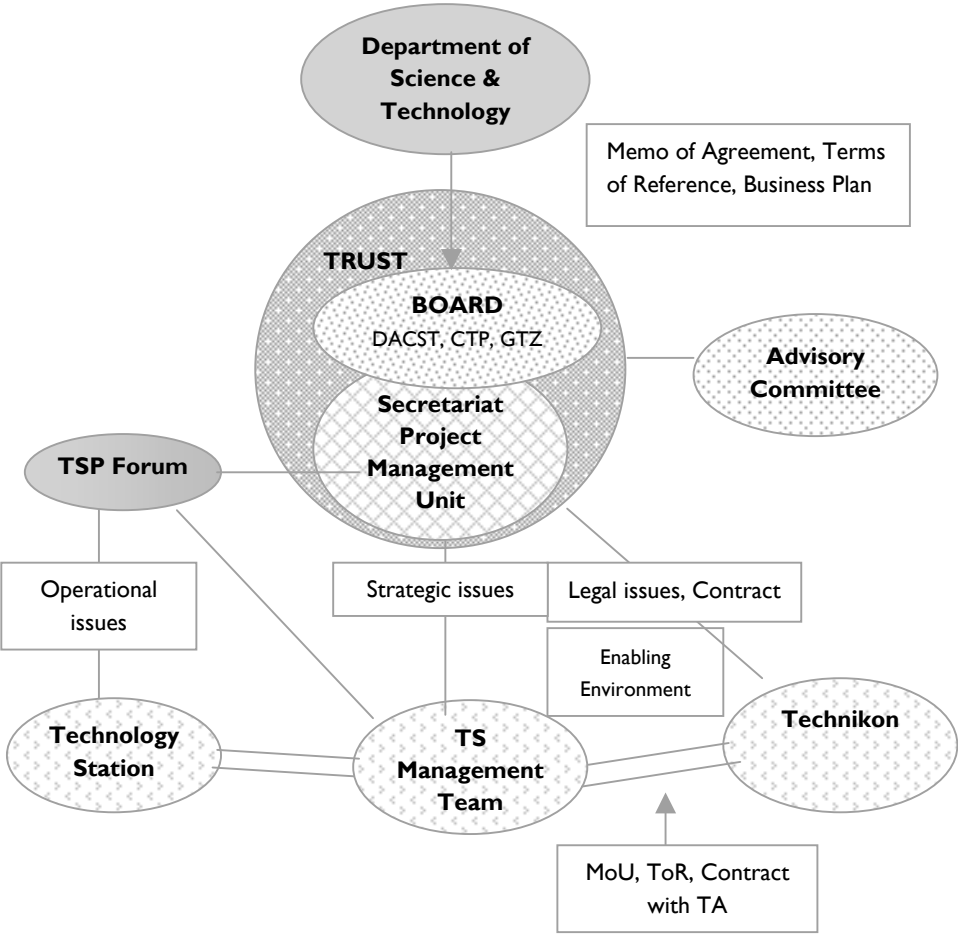 Department of
Science &
Technology
Memo of Agreement, Terms
of Reference, Business Plan
TRUST
BOARD
DACST, CTP, GTZ
Advisory
Committee
Secretariat
Project
Management
Unit
TSP Forum
Operational
issues
Strategic issues
Legal issues, Contract
Enabling
Environment
Technology
Station
TS
Management
Team
Technikon
MoU, ToR, Contract
with TA